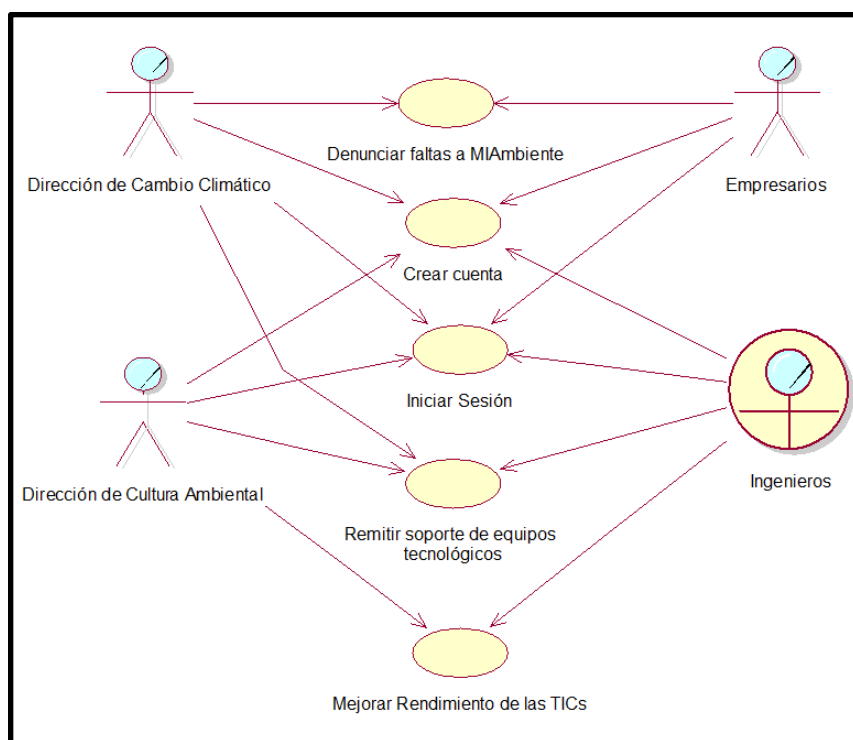 Denunciar faltas a MIAmbiente
Dirección de Cambio Climático
Empresarios
Crear cuenta
Iniciar Sesión
Ingenieros
Dirección de Cultura Ambiental
Remitir soporte de equipos
tecnológicos
Mejorar Rendimiento de las TICs